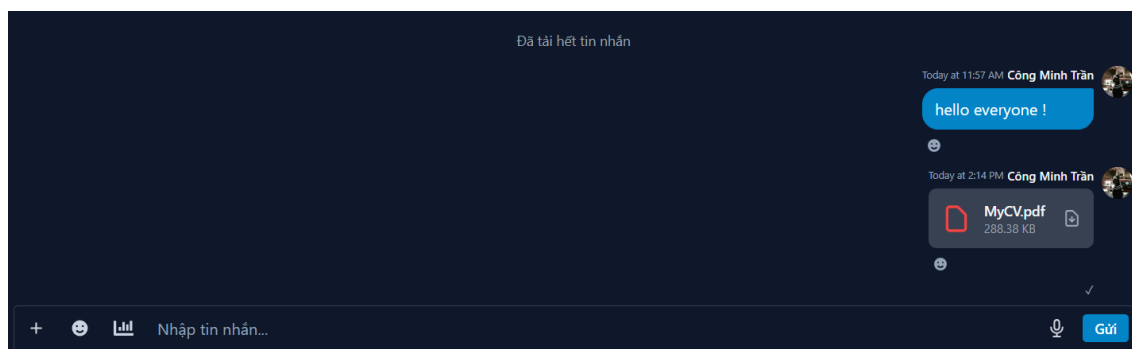 Đã tải hết tin nhắn
Today at 11:57 AM Công Minh Trần
hello everyone !
Today at 2:14 PM Công Minh Trần
MyCV.pdf
288.38 KB
Nhập tin nhắn...
Gửi